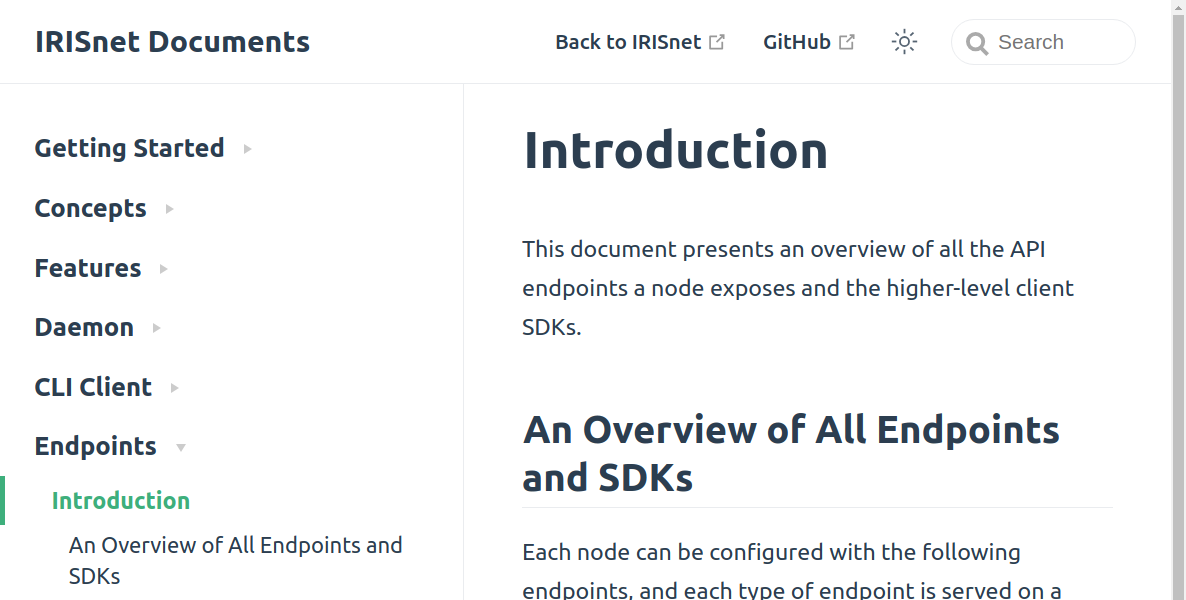 IRISnet Documents
Back to IRISnet
GitHub
Search
Getting Started
Concepts
Features
Daemon
CLI Client
Endpoints
Introduction
An Overview of All Endpoints and
SDKs
Introduction
This document presents an overview of all the API
endpoints a node exposes and the higher-level client
SDKs.
An Overview of All Endpoints
and SDKs
Each node can be configured with the following
endpoints, and each type of endpoint is served on a